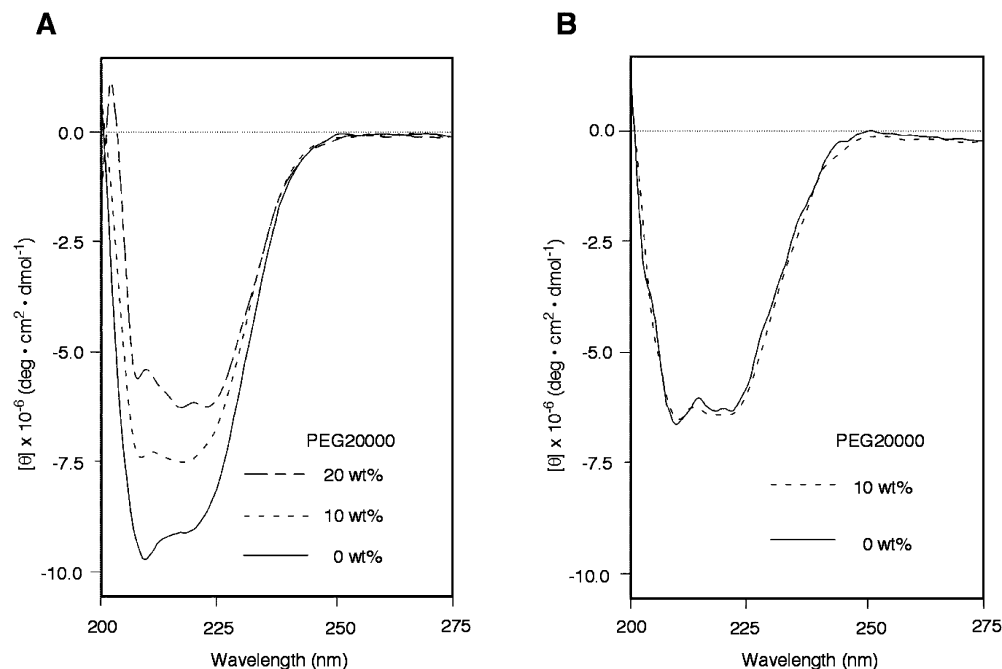 A
0.0
-2.5
-5.0
-7.5
-10.0
[θ] x 10⁻⁶ (deg • cm² • dmol⁻¹)
PEG20000
20 wt%
10 wt%
0 wt%
200
225
250
275
Wavelength (nm)
B
0.0
-2.5
-5.0
-7.5
-10.0
[θ] x 10⁻⁶ (deg • cm² • dmol⁻¹)
PEG20000
10 wt%
0 wt%
200
225
250
275
Wavelength (nm)